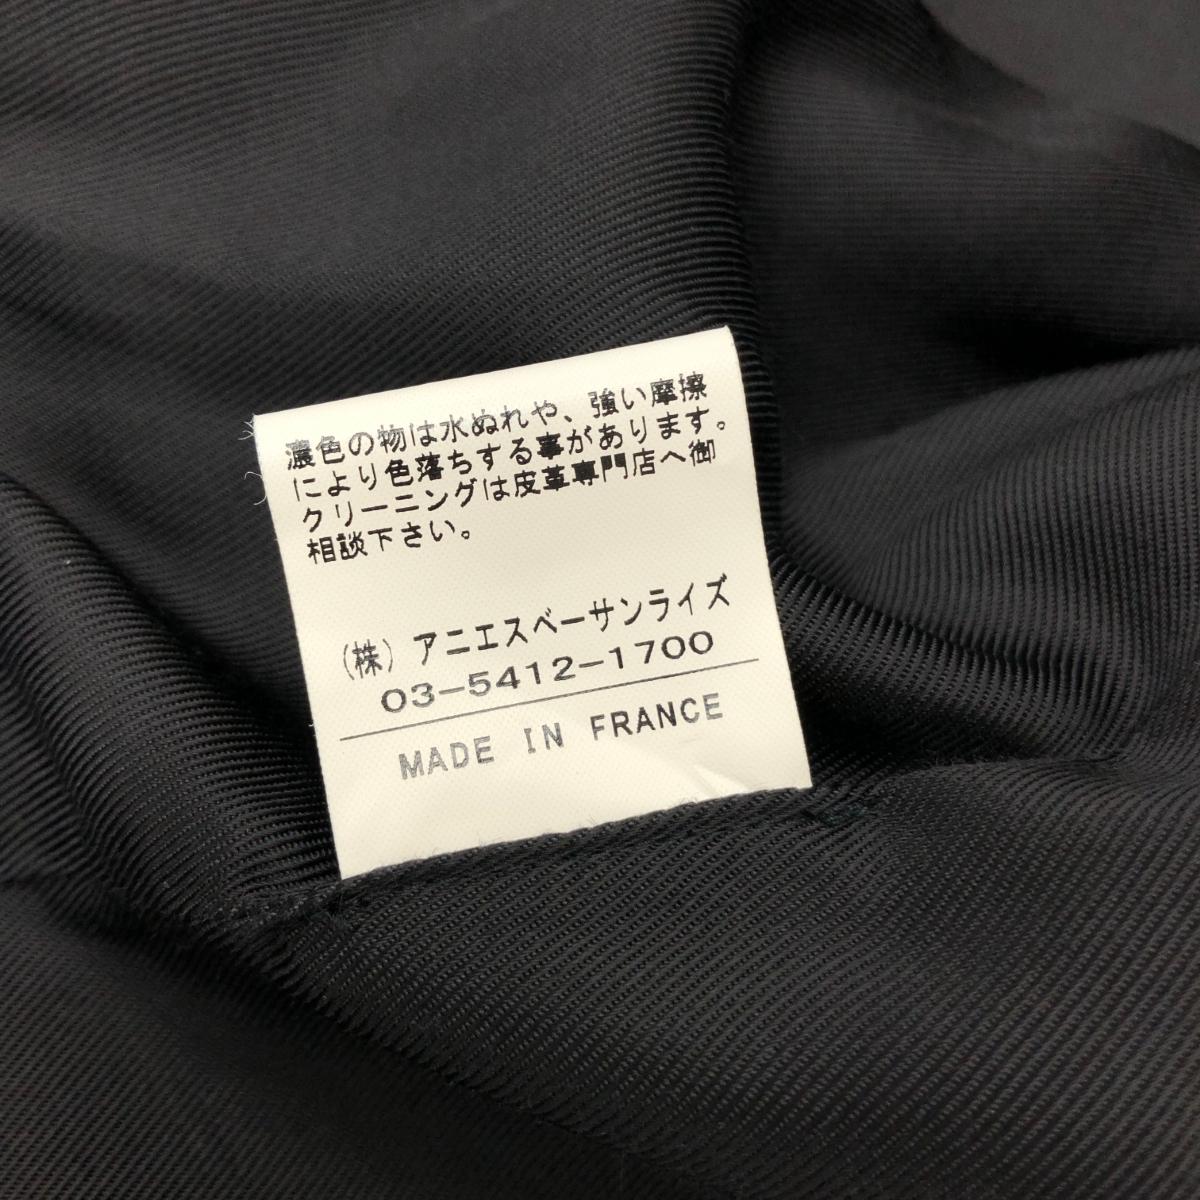 濃色の物は水ぬれや、強い摩擦
により色落ちする事があります。
クリーニングは皮革専門店へ御
相談下さい。
(株) アニエスベーサンライズ
03-5412-1700
MADE IN FRANCE